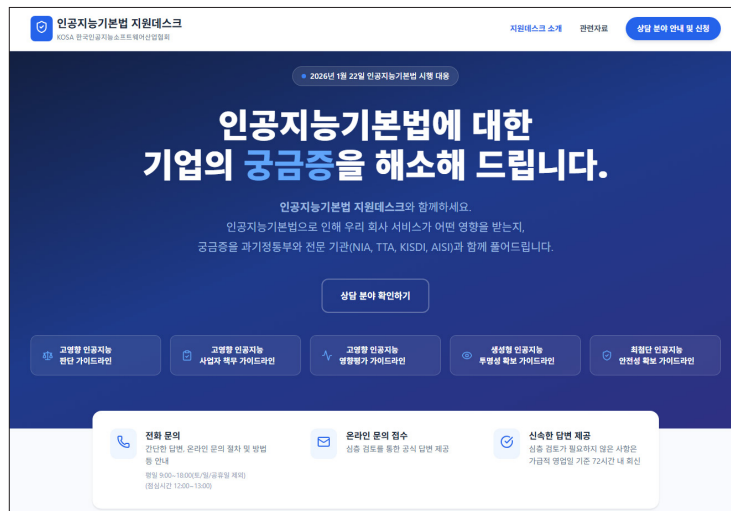 인공지능기본법 지원데스크
KOSA 한국인공지능소프트웨어산업협회
지원데스크 소개
관련자료
상담 분야 안내 및 신청
2026년 1월 22일 인공지능기본법 시행 대응
인공지능기본법에 대한
기업의 궁금증을 해소해 드립니다.
인공지능기본법 지원데스크와 함께하세요.
인공지능기본법으로 인해 우리 회사 서비스가 어떤 영향을 받는지,
궁금증을 과기정통부와 전문 기관(NIA, TTA, KISDI, AISI)과 함께 풀어드립니다.
상담 분야 확인하기
고영향 인공지능
판단 가이드라인
고영향 인공지능
사업자 책무 가이드라인
고영향 인공지능
영향평가 가이드라인
생성형 인공지능
투명성 확보 가이드라인
최첨단 인공지능
안전성 확보 가이드라인
전화 문의
간단한 답변, 온라인 문의 절차 및 방법
등 안내
평일 9:00~18:00(토/일/공휴일 제외)
(점심시간 12:00~13:00)
온라인 문의 접수
심층 검토를 통한 공식 답변 제공
신속한 답변 제공
심층 검토가 필요하지 않은 사항은
가급적 영업일 기준 72시간 내 회신